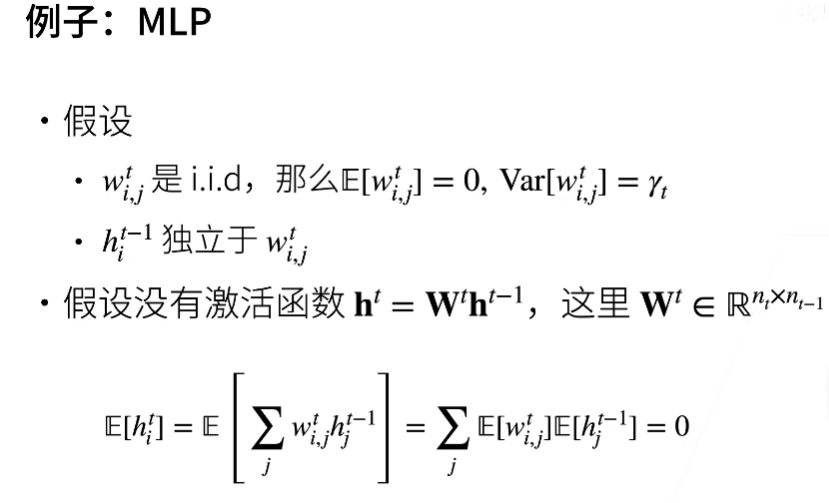 例子：MLP
• 假设
• $w_{i,j}^t$ 是 i.i.d，那么$\mathbb{E}[w_{i,j}^t] = 0, \text{Var}[w_{i,j}^t] = \gamma_t$
• $h_i^{t-1}$ 独立于 $w_{i,j}^t$
• 假设没有激活函数 $\mathbf{h}^t = \mathbf{W}^t\mathbf{h}^{t-1}$，这里 $\mathbf{W}^t \in \mathbb{R}^{n_t \times n_{t-1}}$
$\mathbb{E}[h_i^t] = \mathbb{E}\left[\sum_j w_{i,j}^t h_j^{t-1}\right] = \sum_j \mathbb{E}[w_{i,j}^t]\mathbb{E}[h_j^{t-1}] = 0$